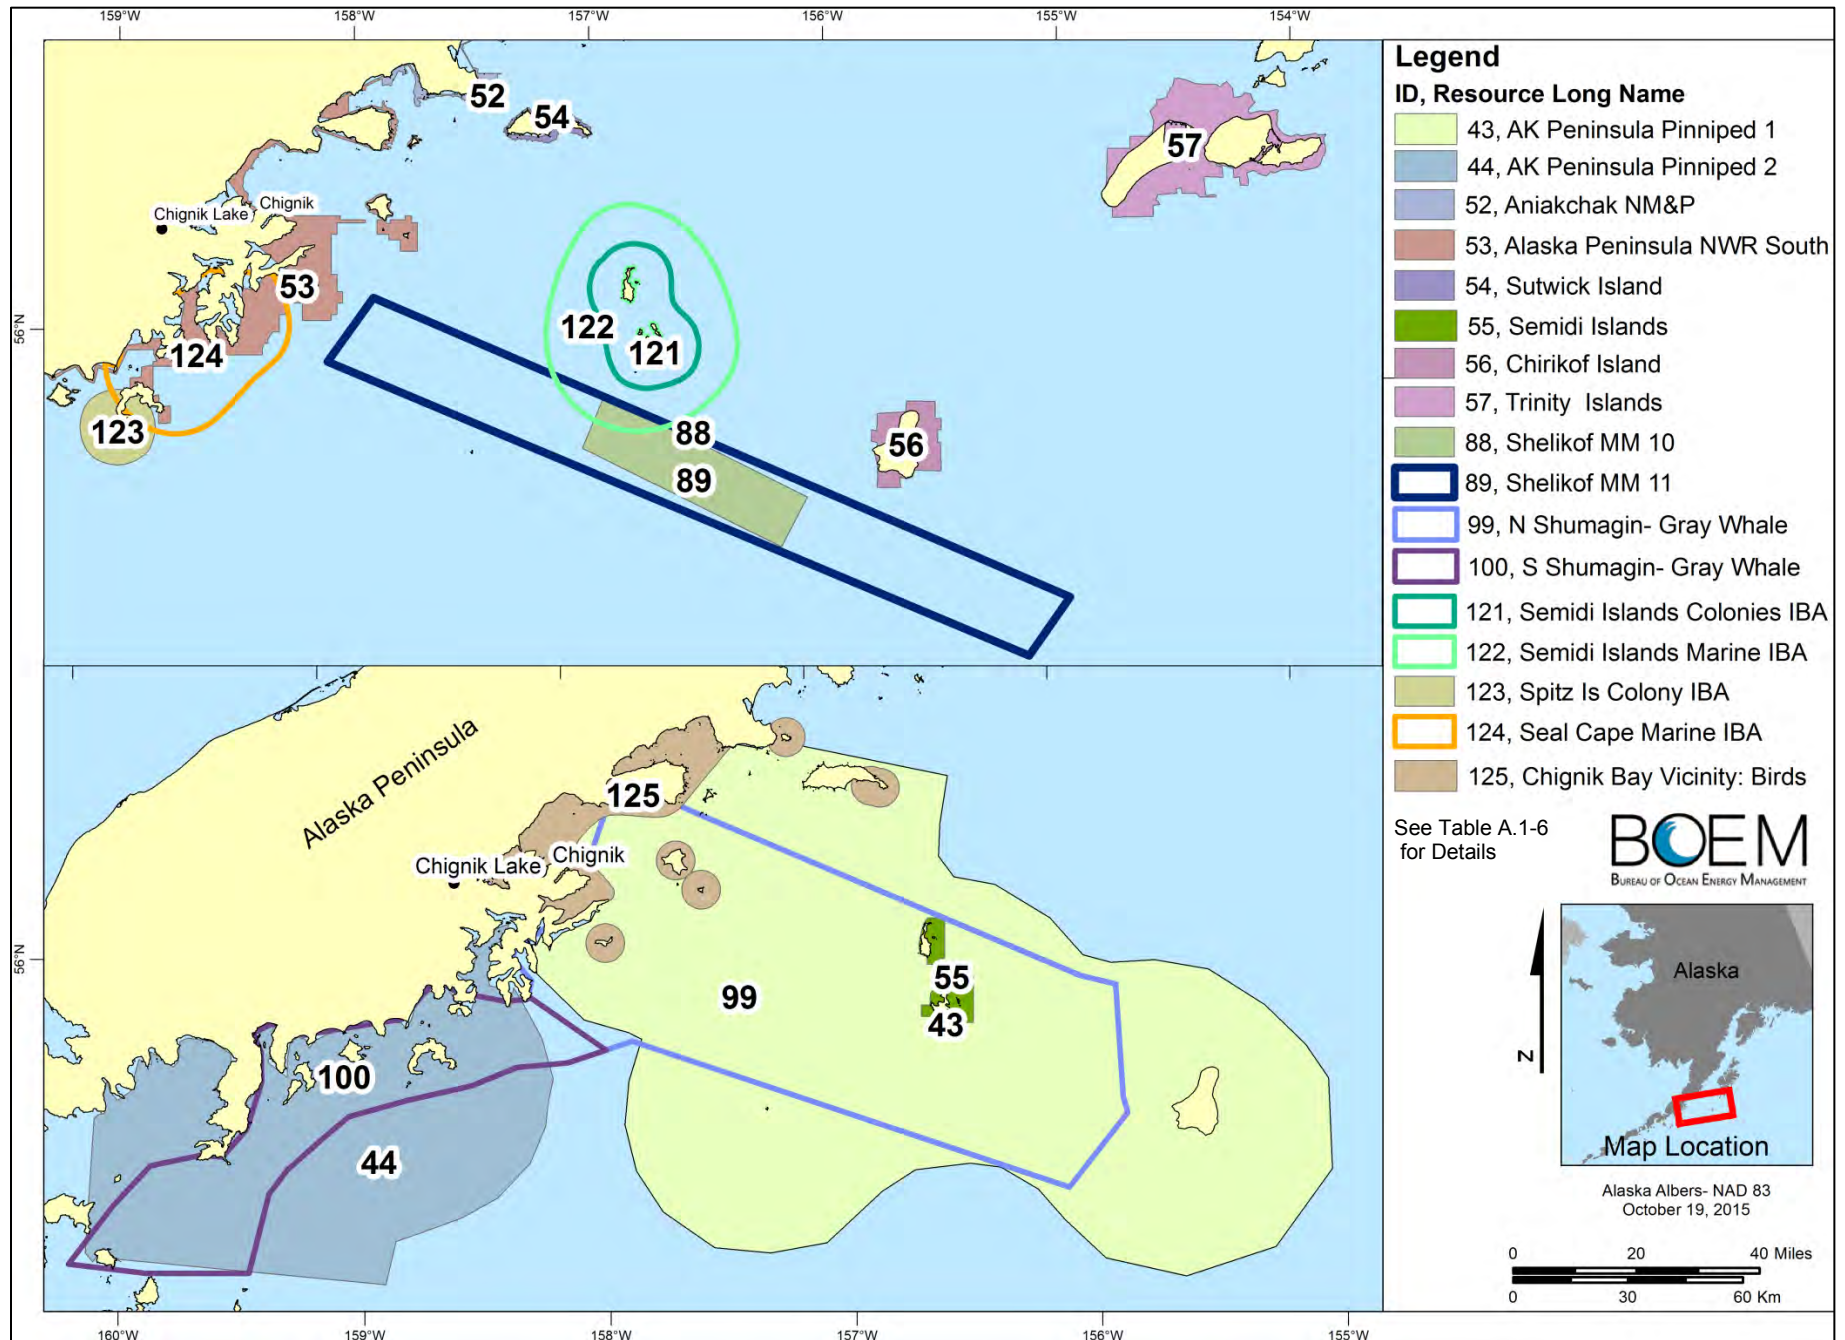 159°W 158°W 157°W 156°W 155°W 154°W
52
54
57
Chignik Lake Chignik
53
56°N
122
121
124
123
88
56
89
Legend
ID, Resource Long Name
43, AK Peninsula Pinniped 1
44, AK Peninsula Pinniped 2
52, Aniakchak NM&P
53, Alaska Peninsula NWR South
54, Sutwick Island
55, Semidi Islands
56, Chirikof Island
57, Trinity Islands
88, Shelikof MM 10
89, Shelikof MM 11
99, N Shumagin- Gray Whale
100, S Shumagin- Gray Whale
121, Semidi Islands Colonies IBA
122, Semidi Islands Marine IBA
123, Spitz Is Colony IBA
124, Seal Cape Marine IBA
125, Chignik Bay Vicinity: Birds
See Table A.1-6
for Details
BOEM
BUREAU OF OCEAN ENERGY MANAGEMENT
Alaska Peninsula
125
Chignik Lake Chignik
56°N
55
99
43
100
44
N
Alaska
Map Location
Alaska Albers- NAD 83
October 19, 2015
0 20 40 Miles
0 30 60 Km
160°W 159°W 158°W 157°W 156°W 155°W